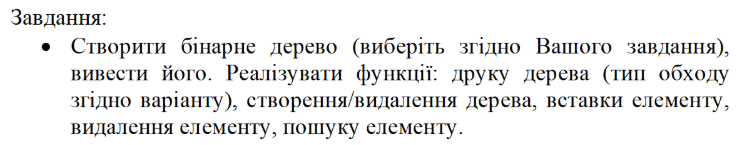 Завдання:
• Створити бінарне дерево (виберіть згідно Вашого завдання),
вивести його. Реалізувати функції: друку дерева (тип обходу
згідно варіанту), створення/видалення дерева, вставки елементу,
видалення елементу, пошуку елементу.